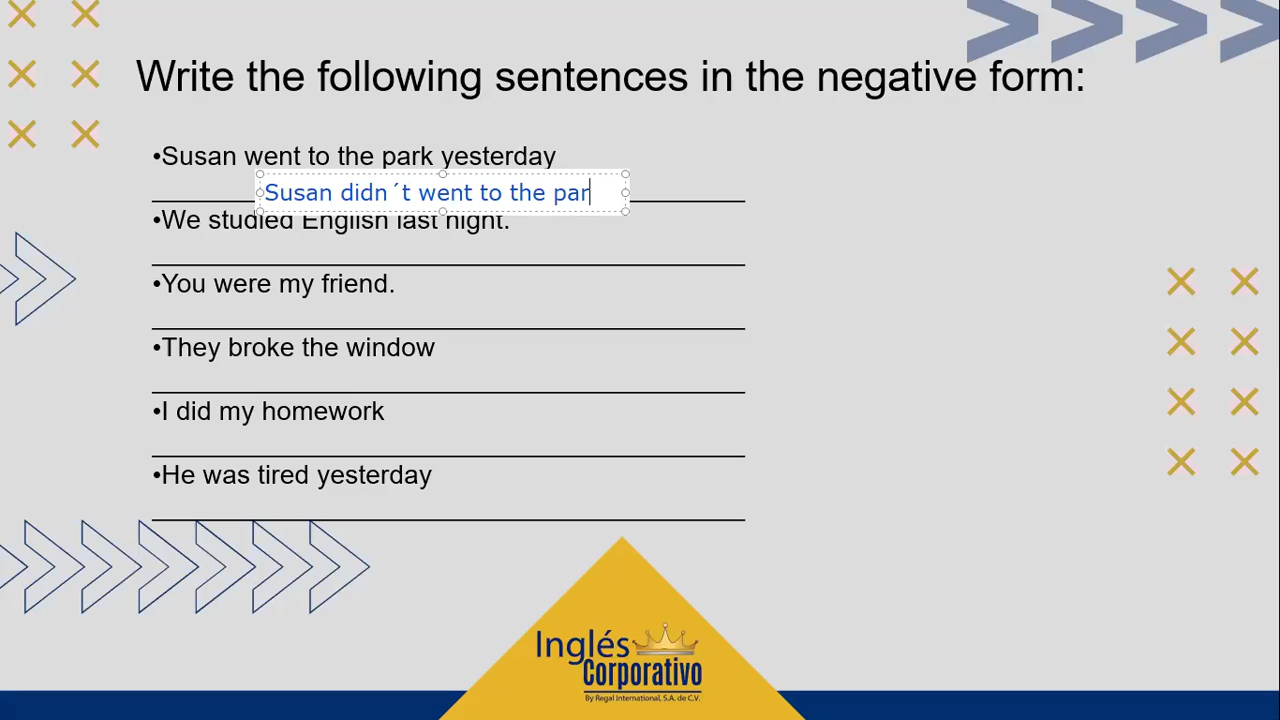 Write the following sentences in the negative form:
•Susan went to the park yesterday
Susan didn´t went to the par
•We studied English last night.
•You were my friend.
•They broke the window
•I did my homework
•He was tired yesterday
Inglés
Corporativo
By Regal International, S.A. de C.V.